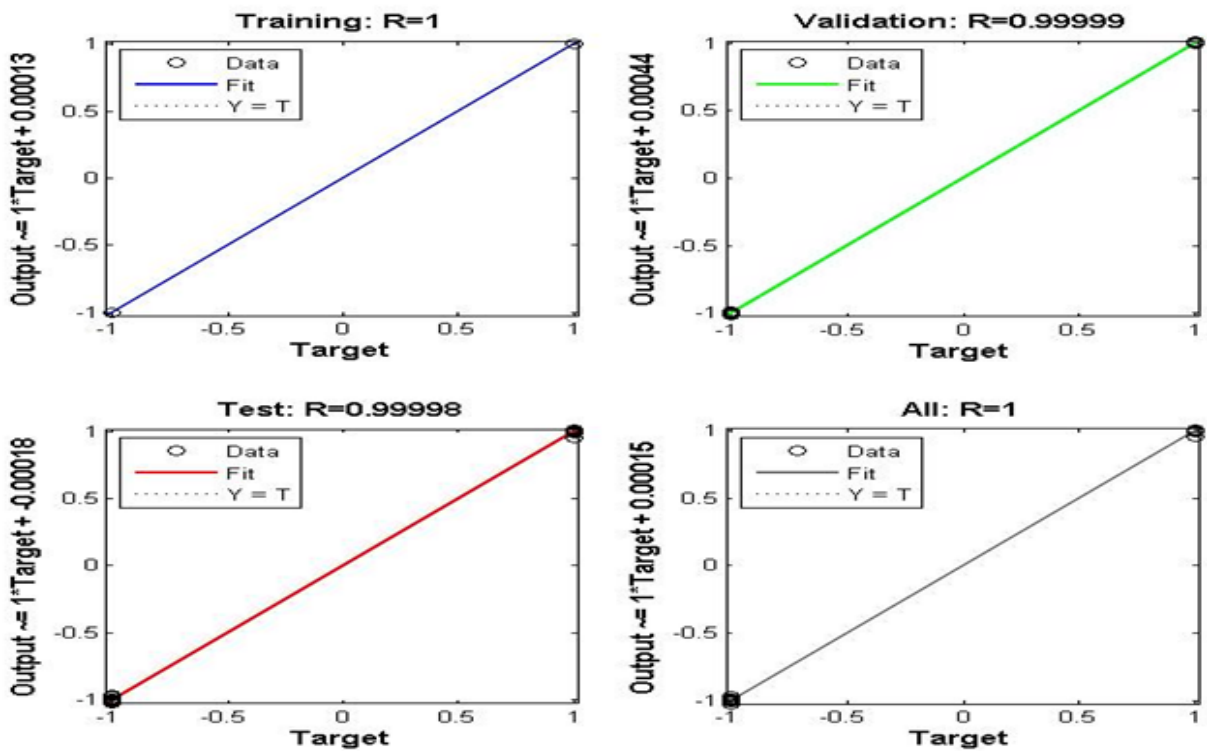 Training: R=1
Output ~= 1*Target + 0.00013
1
0.5
0
-0.5
-1
Data
Fit
Y = T
-1 -0.5 0 0.5 1
Target
Validation: R=0.99999
Output ~= 1*Target + 0.00044
1
0.5
0
-0.5
-1
Data
Fit
Y = T
-1 -0.5 0 0.5 1
Target
Test: R=0.99998
Output ~= 1*Target + -0.00018
1
0.5
0
-0.5
-1
Data
Fit
Y = T
-1 -0.5 0 0.5 1
Target
All: R=1
Output ~= 1*Target + 0.00015
1
0.5
0
-0.5
-1
Data
Fit
Y = T
-1 -0.5 0 0.5 1
Target